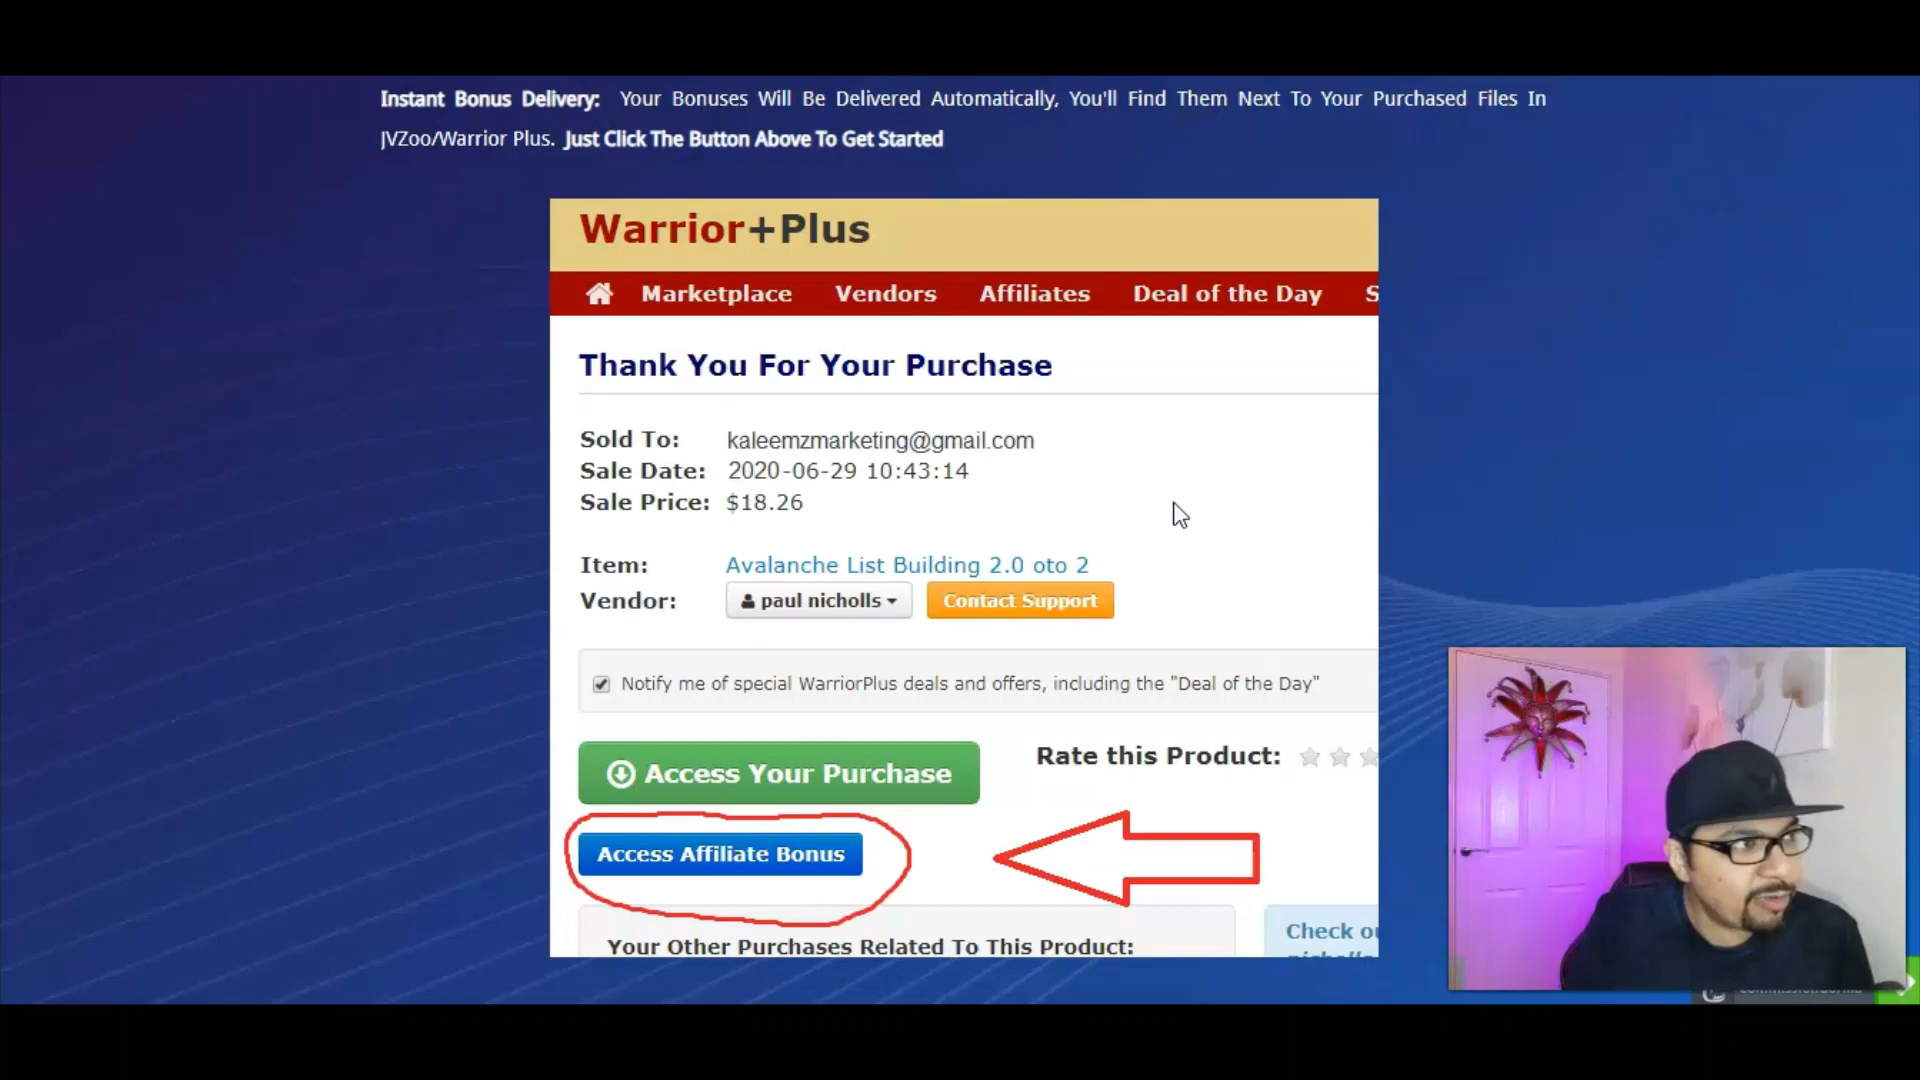 Instant Bonus Delivery: Your Bonuses Will Be Delivered Automatically, You'll Find Them Next To Your Purchased Files In
JVZoo/Warrior Plus. Just Click The Button Above To Get Started
Warrior+Plus
Marketplace Vendors Affiliates Deal of the Day S
Thank You For Your Purchase
Sold To: kaleemzmarketing@gmail.com
Sale Date: 2020-06-29 10:43:14
Sale Price: $18.26
Item: Avalanche List Building 2.0 oto 2
Vendor: paul nicholls Contact Support
Notify me of special WarriorPlus deals and offers, including the "Deal of the Day"
Access Your Purchase Rate this Product:
Access Affiliate Bonus
Your Other Purchases Related To This Product:
Check